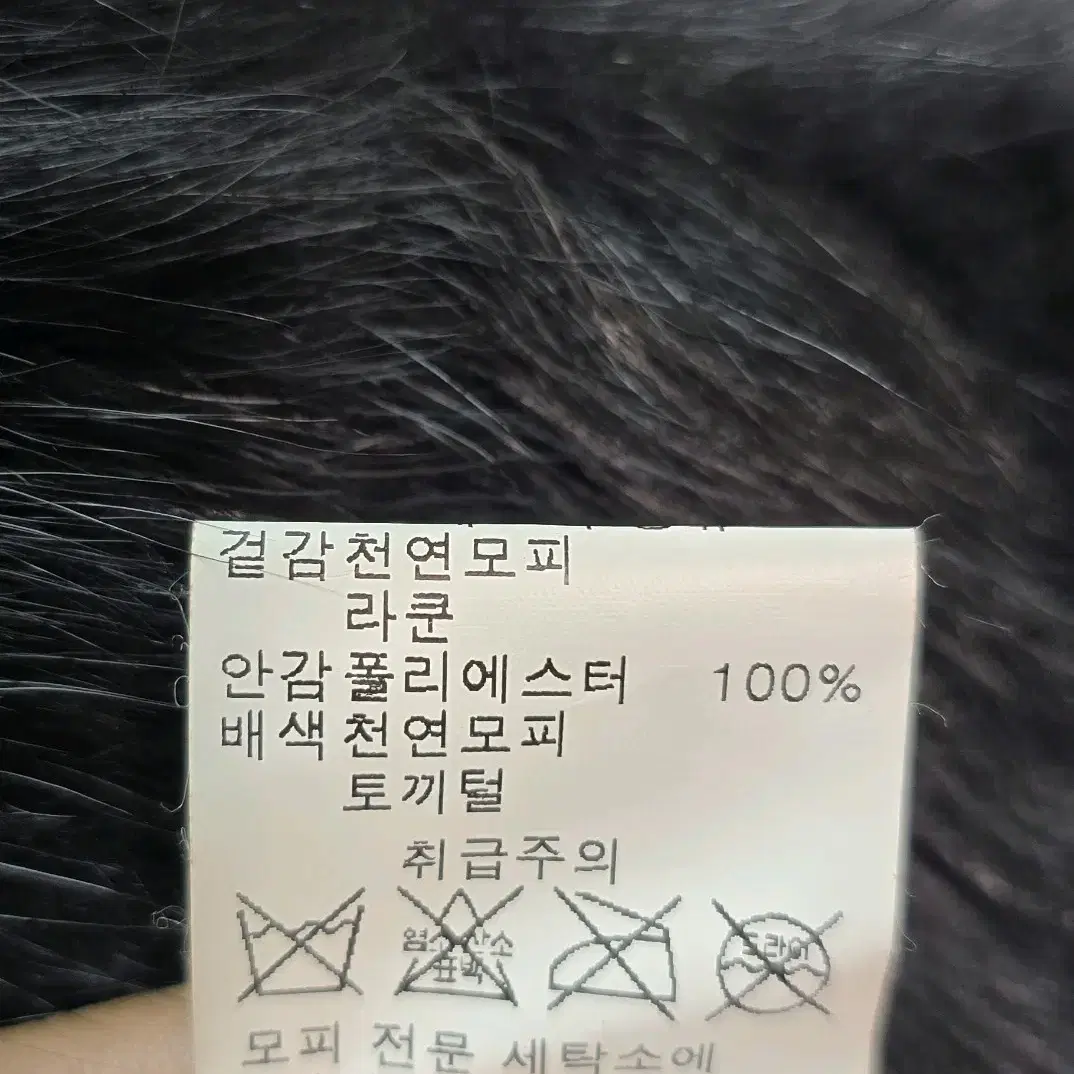 겉감 천연모피
라쿤
안감 폴리에스터 100%
배색 천연모피
토끼털
취급주의
염소 산소
표백
드라이
모피 전문 세탁소에